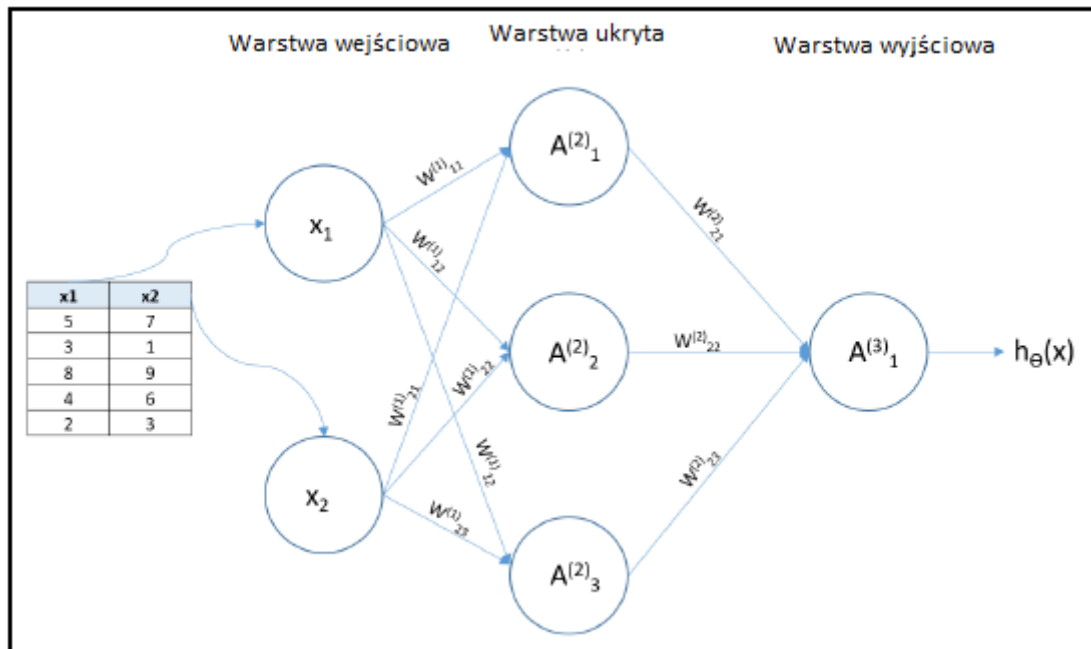 Warstwa wejściowa
Warstwa ukryta
Warstwa wyjściowa
A⁽²⁾₁
W⁽¹⁾₁₁
W⁽²⁾₂₁
x₁
W⁽¹⁾₁₂
x1 x2
5 7
3 1
8 9
4 6
2 3
A⁽²⁾₂
W⁽²⁾₂₂
A⁽³⁾₁
h_Θ(x)
W⁽¹⁾₂₂
W⁽¹⁾₂₁
W⁽¹⁾₁₂
W⁽²⁾₂₃
x₂
W⁽¹⁾₂₃
A⁽²⁾₃